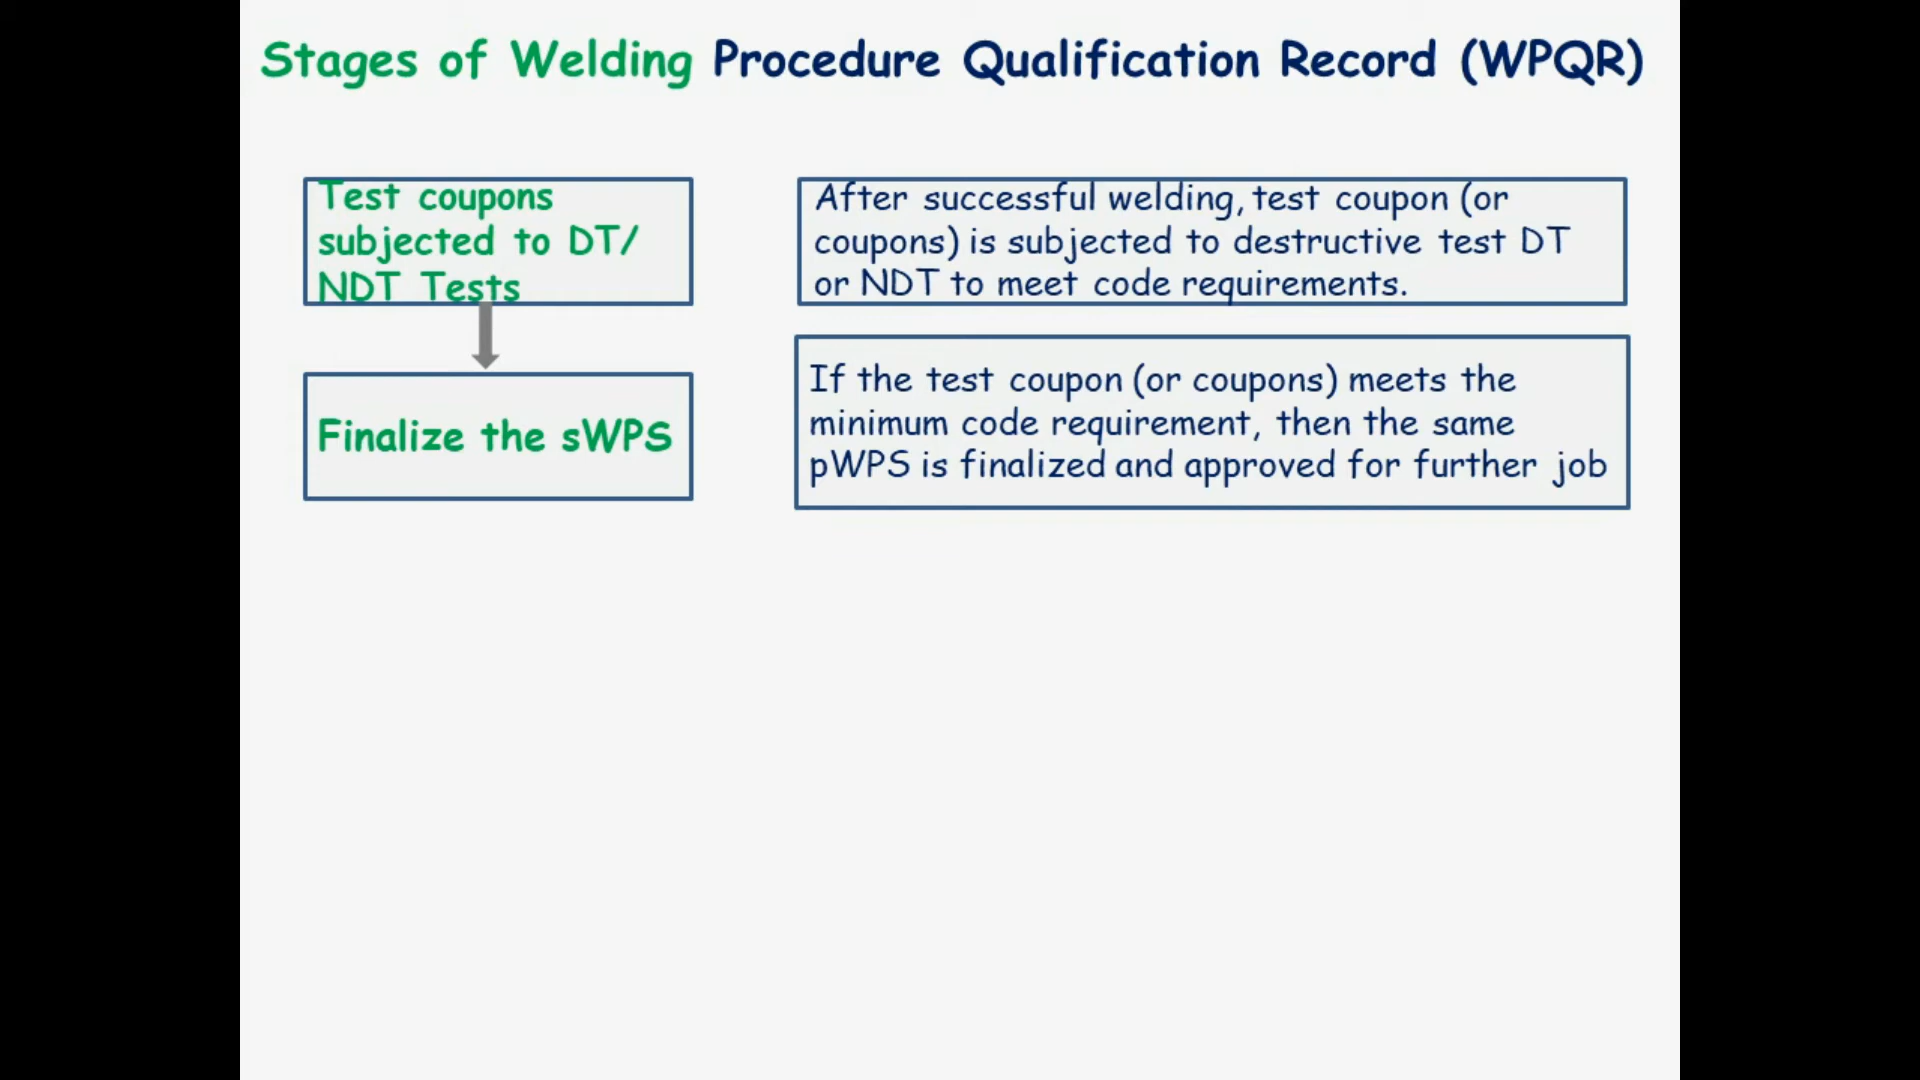 Stages of Welding Procedure Qualification Record (WPQR)
Test coupons
subjected to DT/
NDT Tests
After successful welding, test coupon (or
coupons) is subjected to destructive test DT
or NDT to meet code requirements.
Finalize the sWPS
If the test coupon (or coupons) meets the
minimum code requirement, then the same
pWPS is finalized and approved for further job